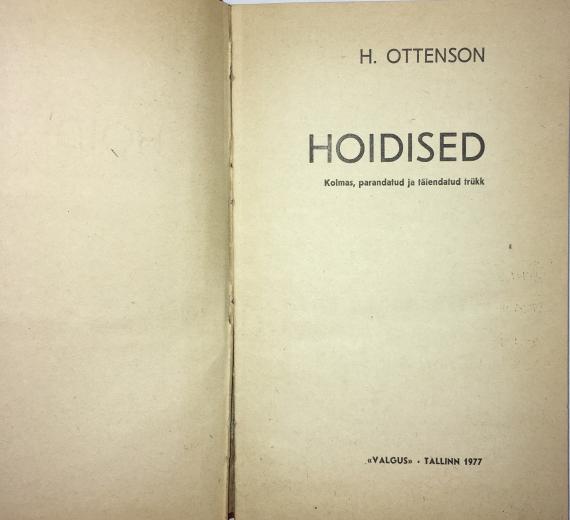 H. OTTENSON
HOIDISED
Kolmas, parandatud ja täiendatud trükk
«VALGUS» · TALLINN 1977